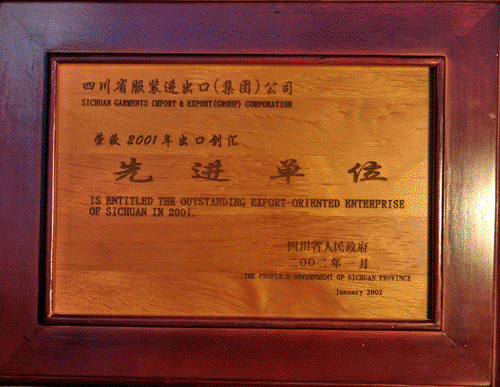 四川省服装进出口(集团)公司
SICHUAN GARMENTS IMPORT & EXPORT(GROUP) CORPORATION
荣获2001年出口创汇
先进单位
IS ENTITLED THE OUTSTANDING EXPORT-ORIENTED ENTERPRISE
OF SICHUAN IN 2001.
四川省人民政府
二〇〇二年一月
THE PEOPLE'S GOVERNMENT OF SICHUAN PROVINCE
January 2002